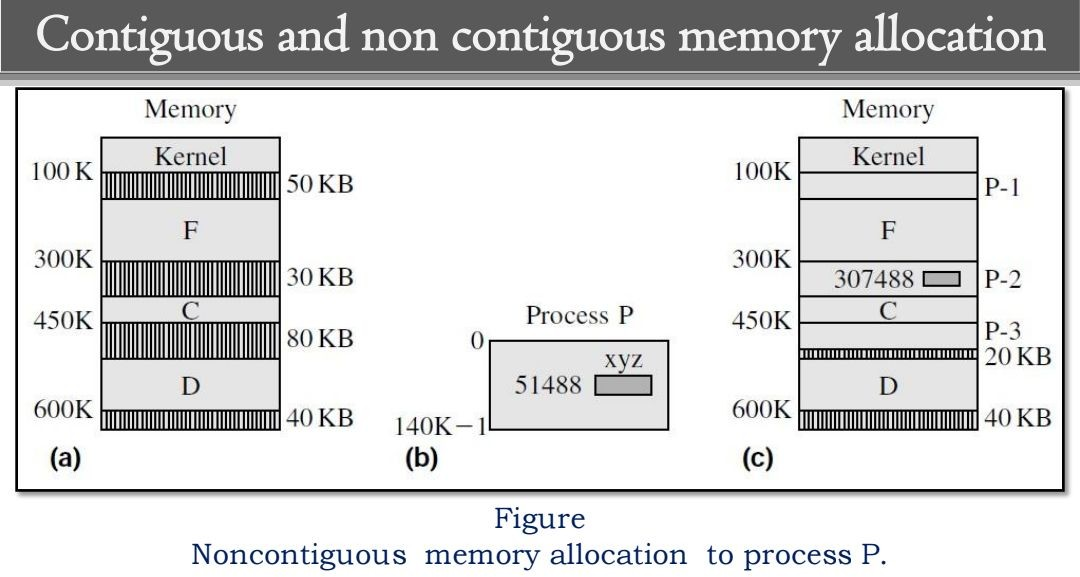 Contiguous and non contiguous memory allocation
Memory
Kernel
100 K
50 KB
F
300K
30 KB
C
450K
80 KB
D
600K
40 KB
(a)
Process P
0
xyz
51488
140K−1
(b)
Memory
Kernel
100K
P-1
F
300K
307488
P-2
C
450K
P-3
20 KB
D
600K
40 KB
(c)
Figure
Noncontiguous memory allocation to process P.